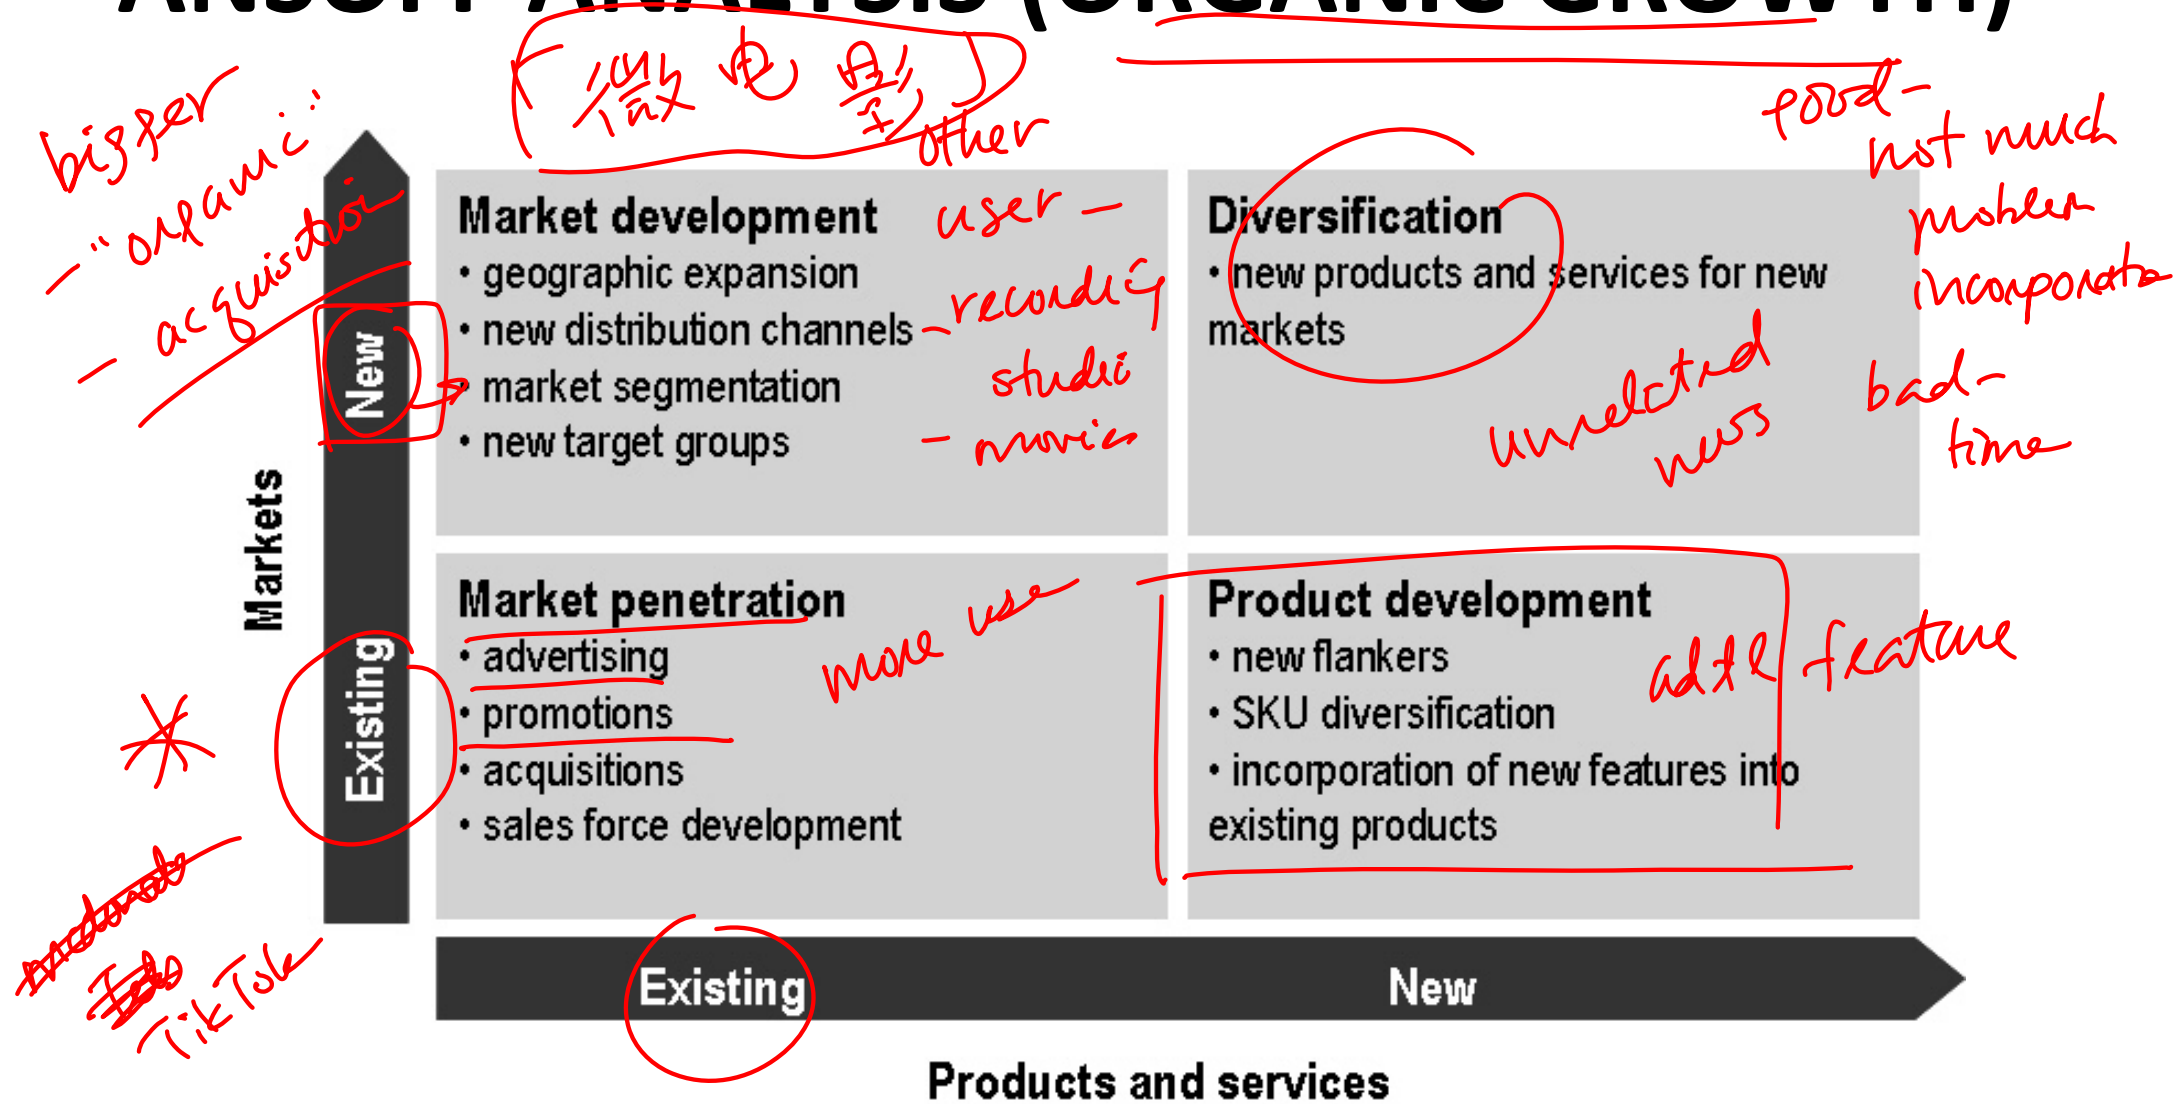 ANSOFF ANALYSIS (ORGANIC GROWTH)
微电型
bigger
- "organic"
- acquisition
good-
not much
problem
incorporate
bad-
time
Markets
New
Existing
Market development
• geographic expansion
• new distribution channels
• market segmentation
• new target groups
other
user -
- recording
studio
- movies
Diversification
• new products and services for new
markets
unrelated
news
Market penetration
• advertising
• promotions
• acquisitions
• sales force development
more use
Product development
• new flankers
• SKU diversification
• incorporation of new features into
existing products
feature
TikTok
Existing
New
Products and services